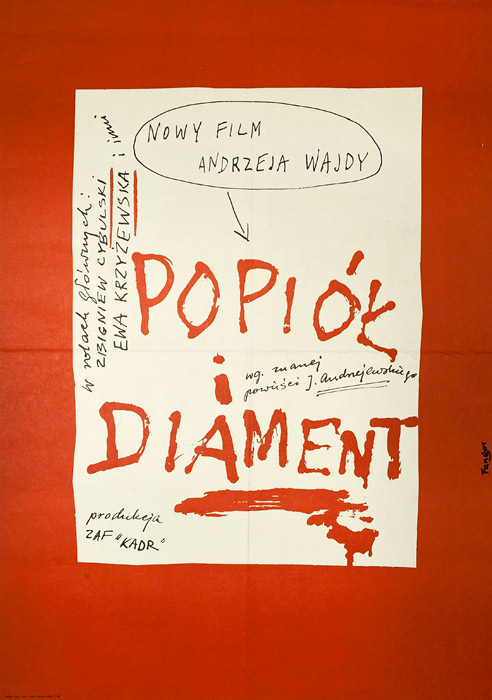 NOWY FILM
ANDRZEJA WAJDY
w rolach głównych:
ZBIGNIEW CYBULSKI
EWA KRZYŻEWSKA i inni
POPIÓŁ
i
DIAMENT
wg. znanej
powieści J. Andrzejewskiego
produkcja
ZAF "KADR"
Fangor